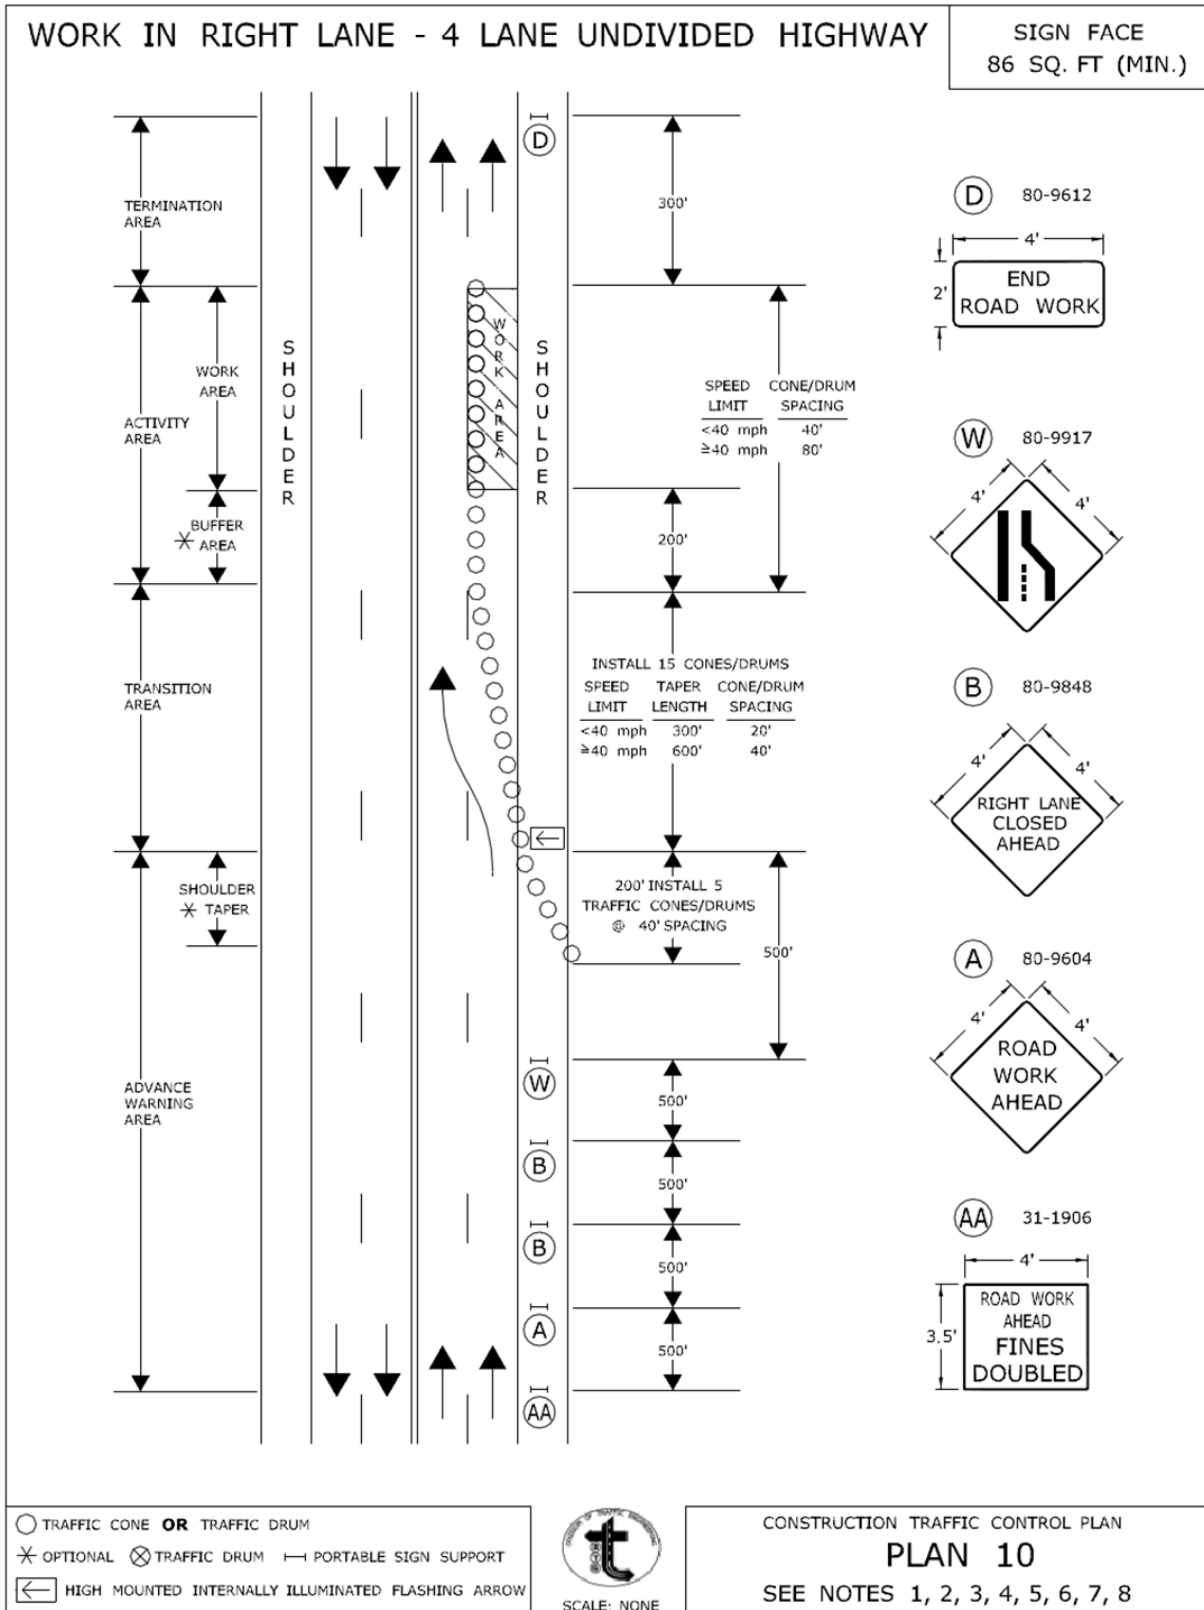 WORK IN RIGHT LANE - 4 LANE UNDIVIDED HIGHWAY
SIGN FACE
86 SQ. FT (MIN.)
D
300'
TERMINATION
AREA
D 80-9612
4'
2'
END
ROAD WORK
WORK
AREA
ACTIVITY
AREA
SHOULDER
WORK AREA
SHOULDER
SPEED LIMIT CONE/DRUM SPACING
<40 mph 40'
≧40 mph 80'
W 80-9917
4' 4'
BUFFER
AREA
200'
TRANSITION
AREA
INSTALL 15 CONES/DRUMS
SPEED TAPER CONE/DRUM
LIMIT LENGTH SPACING
<40 mph 300' 20'
≧40 mph 600' 40'
B 80-9848
4' 4'
RIGHT LANE
CLOSED
AHEAD
SHOULDER
TAPER
200' INSTALL 5
TRAFFIC CONES/DRUMS
@ 40' SPACING
500'
A 80-9604
4' 4'
ROAD
WORK
AHEAD
ADVANCE
WARNING
AREA
W
500'
B
500'
B
500'
A
500'
AA
AA 31-1906
4'
3.5'
ROAD WORK
AHEAD
FINES
DOUBLED
TRAFFIC CONE OR TRAFFIC DRUM
OPTIONAL TRAFFIC DRUM PORTABLE SIGN SUPPORT
HIGH MOUNTED INTERNALLY ILLUMINATED FLASHING ARROW
DIVISION OF TRAFFIC ENGINEERING
t
SCALE: NONE
CONSTRUCTION TRAFFIC CONTROL PLAN
PLAN 10
SEE NOTES 1, 2, 3, 4, 5, 6, 7, 8